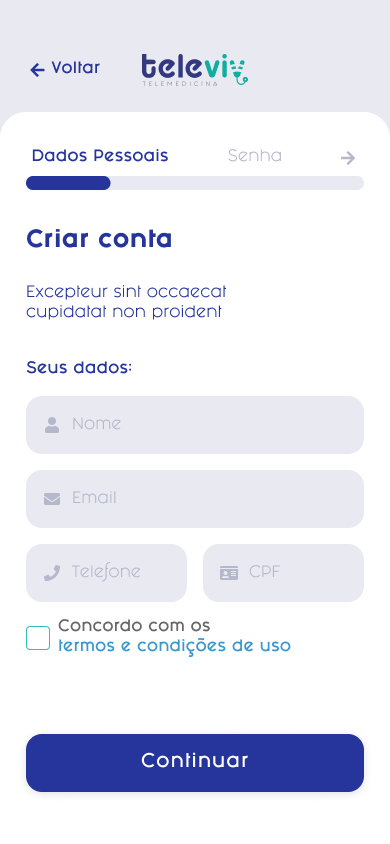 Voltar
televiv
TELEMEDICINA
Dados Pessoais
Senha
Criar conta
Excepteur sint occaecat
cupidatat non proident
Seus dados:
Nome
Email
Telefone
CPF
Concordo com os
termos e condições de uso
Continuar